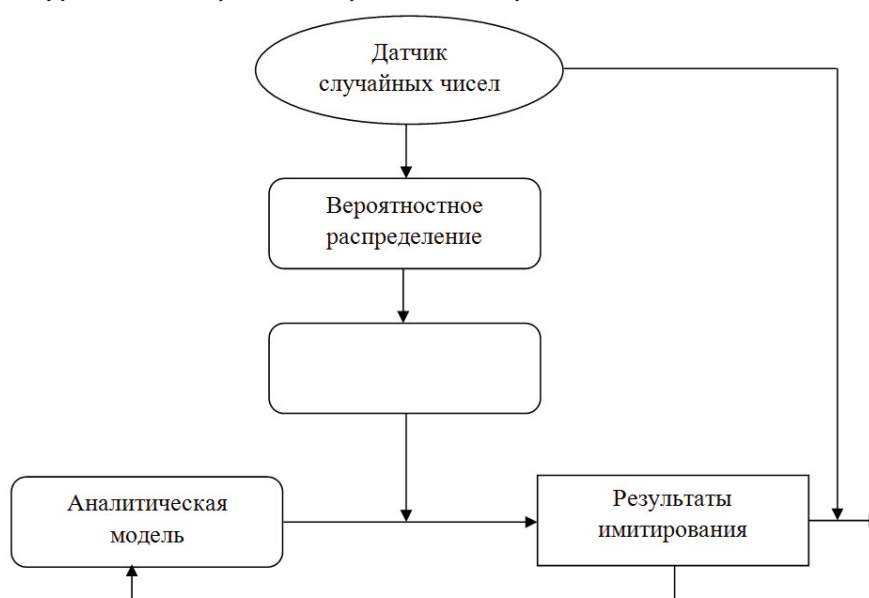 Датчик
случайных чисел
Вероятностное
распределение
Аналитическая
модель
Результаты
имитирования